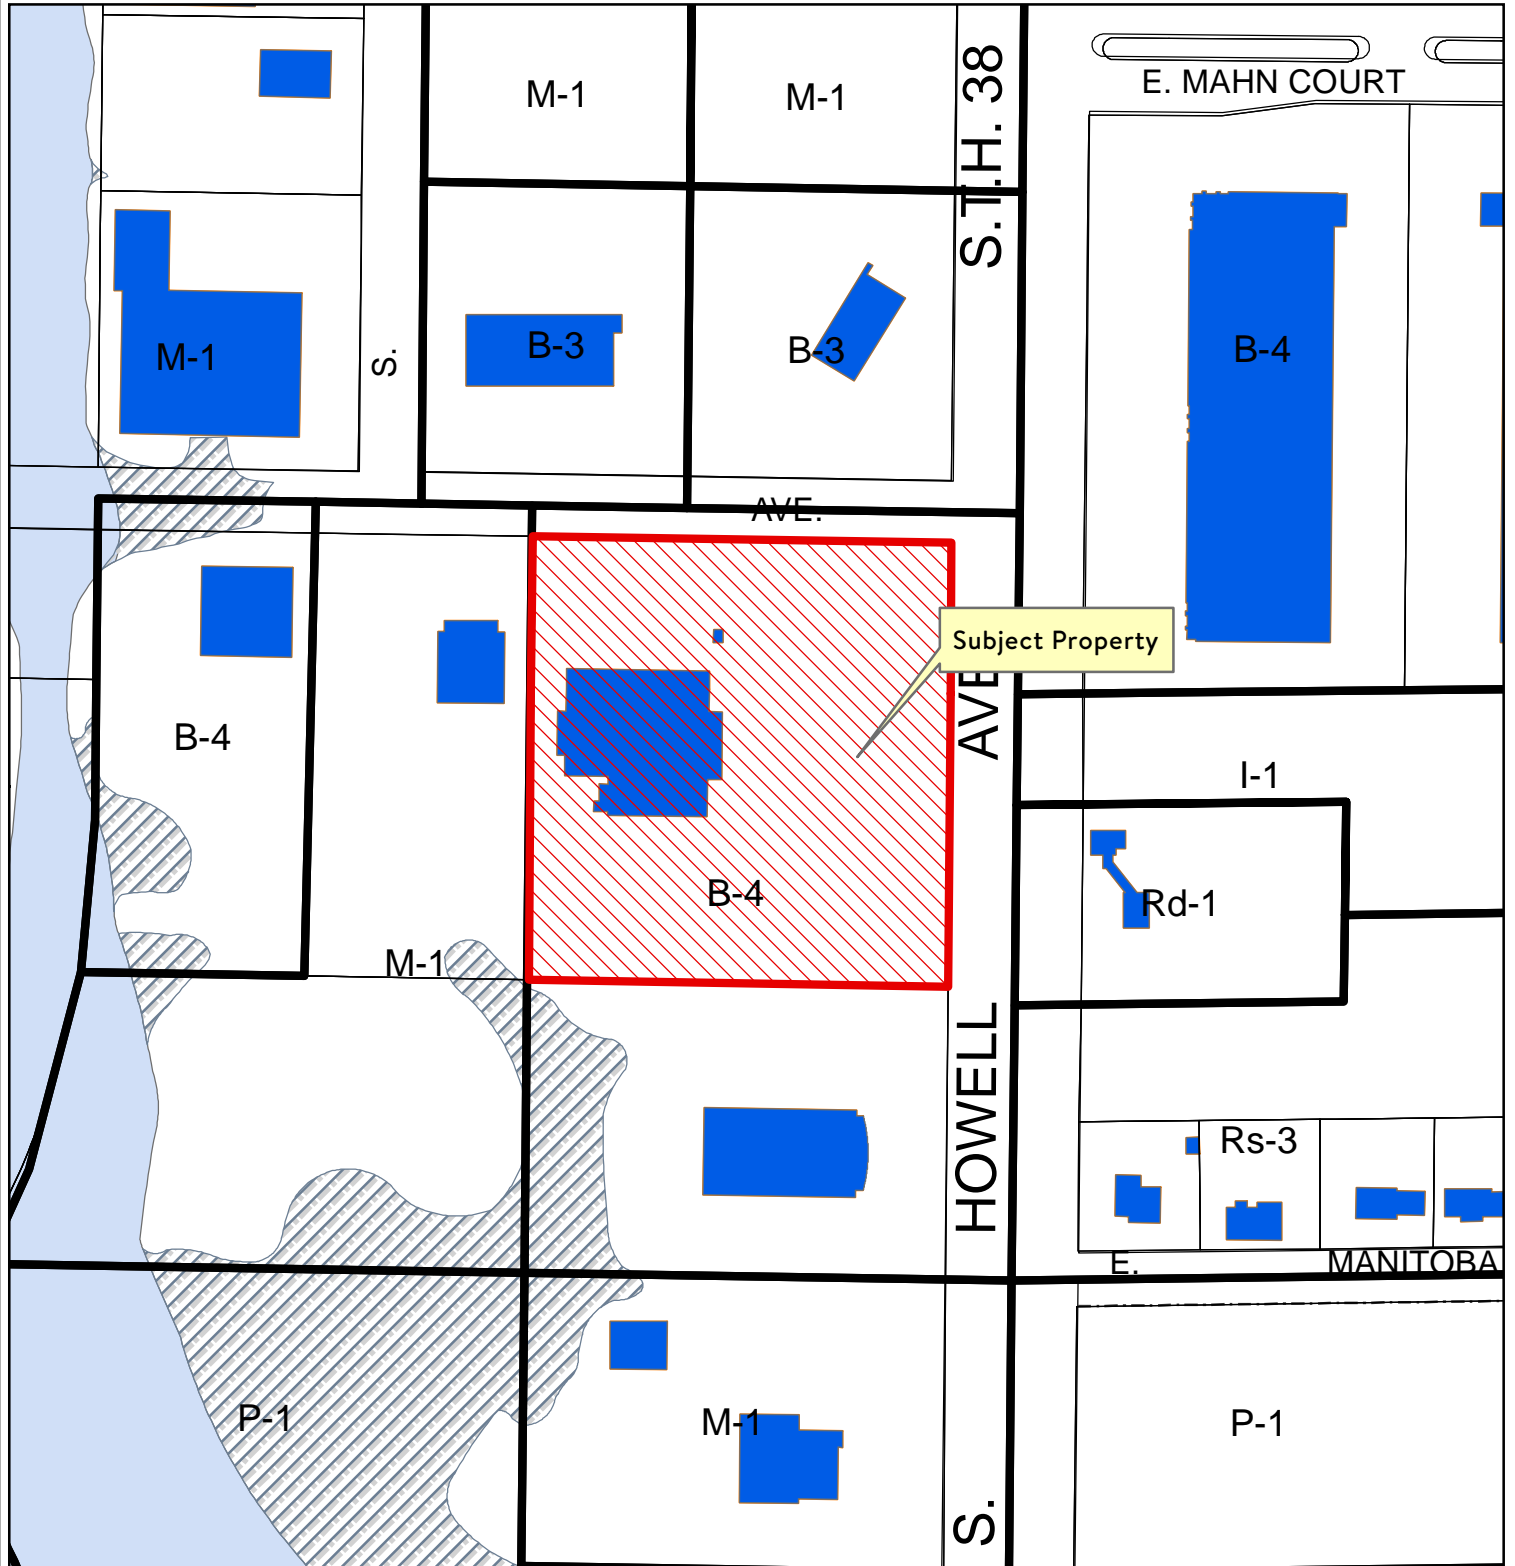 E. MAHN COURT
M-1
M-1
S.T.H. 38
M-1
S.
B-3
B-3
B-4
AVE.
Subject Property
AVE
B-4
I-1
B-4
Rd-1
M-1
HOWELL
Rs-3
E.
MANITOBA
P-1
M-1
P-1
S.